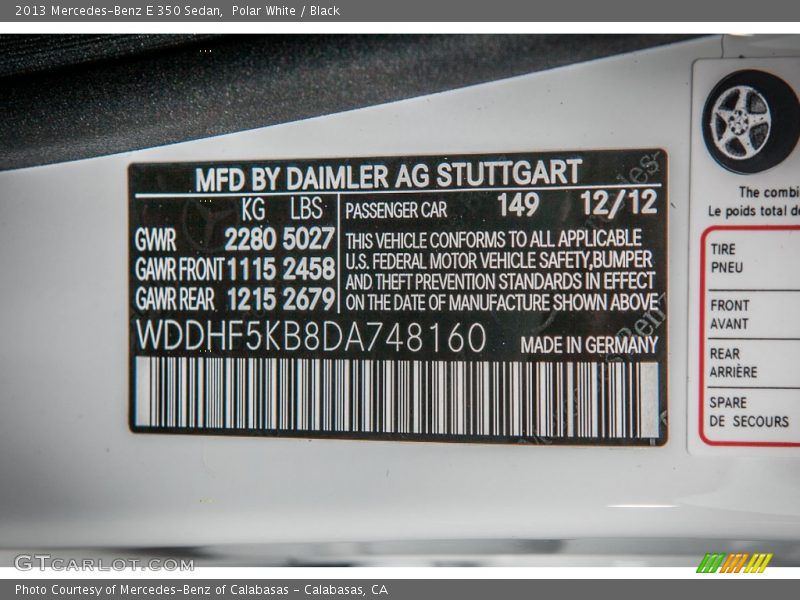 2013 Mercedes-Benz E 350 Sedan, Polar White / Black
MFD BY DAIMLER AG STUTTGART
KG LBS
GWR 2280 5027
GAWR FRONT 1115 2458
GAWR REAR 1215 2679
PASSENGER CAR 149 12/12
THIS VEHICLE CONFORMS TO ALL APPLICABLE
U.S. FEDERAL MOTOR VEHICLE SAFETY,BUMPER
AND THEFT PREVENTION STANDARDS IN EFFECT
ON THE DATE OF MANUFACTURE SHOWN ABOVE
WDDHF5KB8DA748160
MADE IN GERMANY
The combi
Le poids total de
TIRE
PNEU
FRONT
AVANT
REAR
ARRIÈRE
SPARE
DE SECOURS
GTCARLOT.COM
Photo Courtesy of Mercedes-Benz of Calabasas - Calabasas, CA